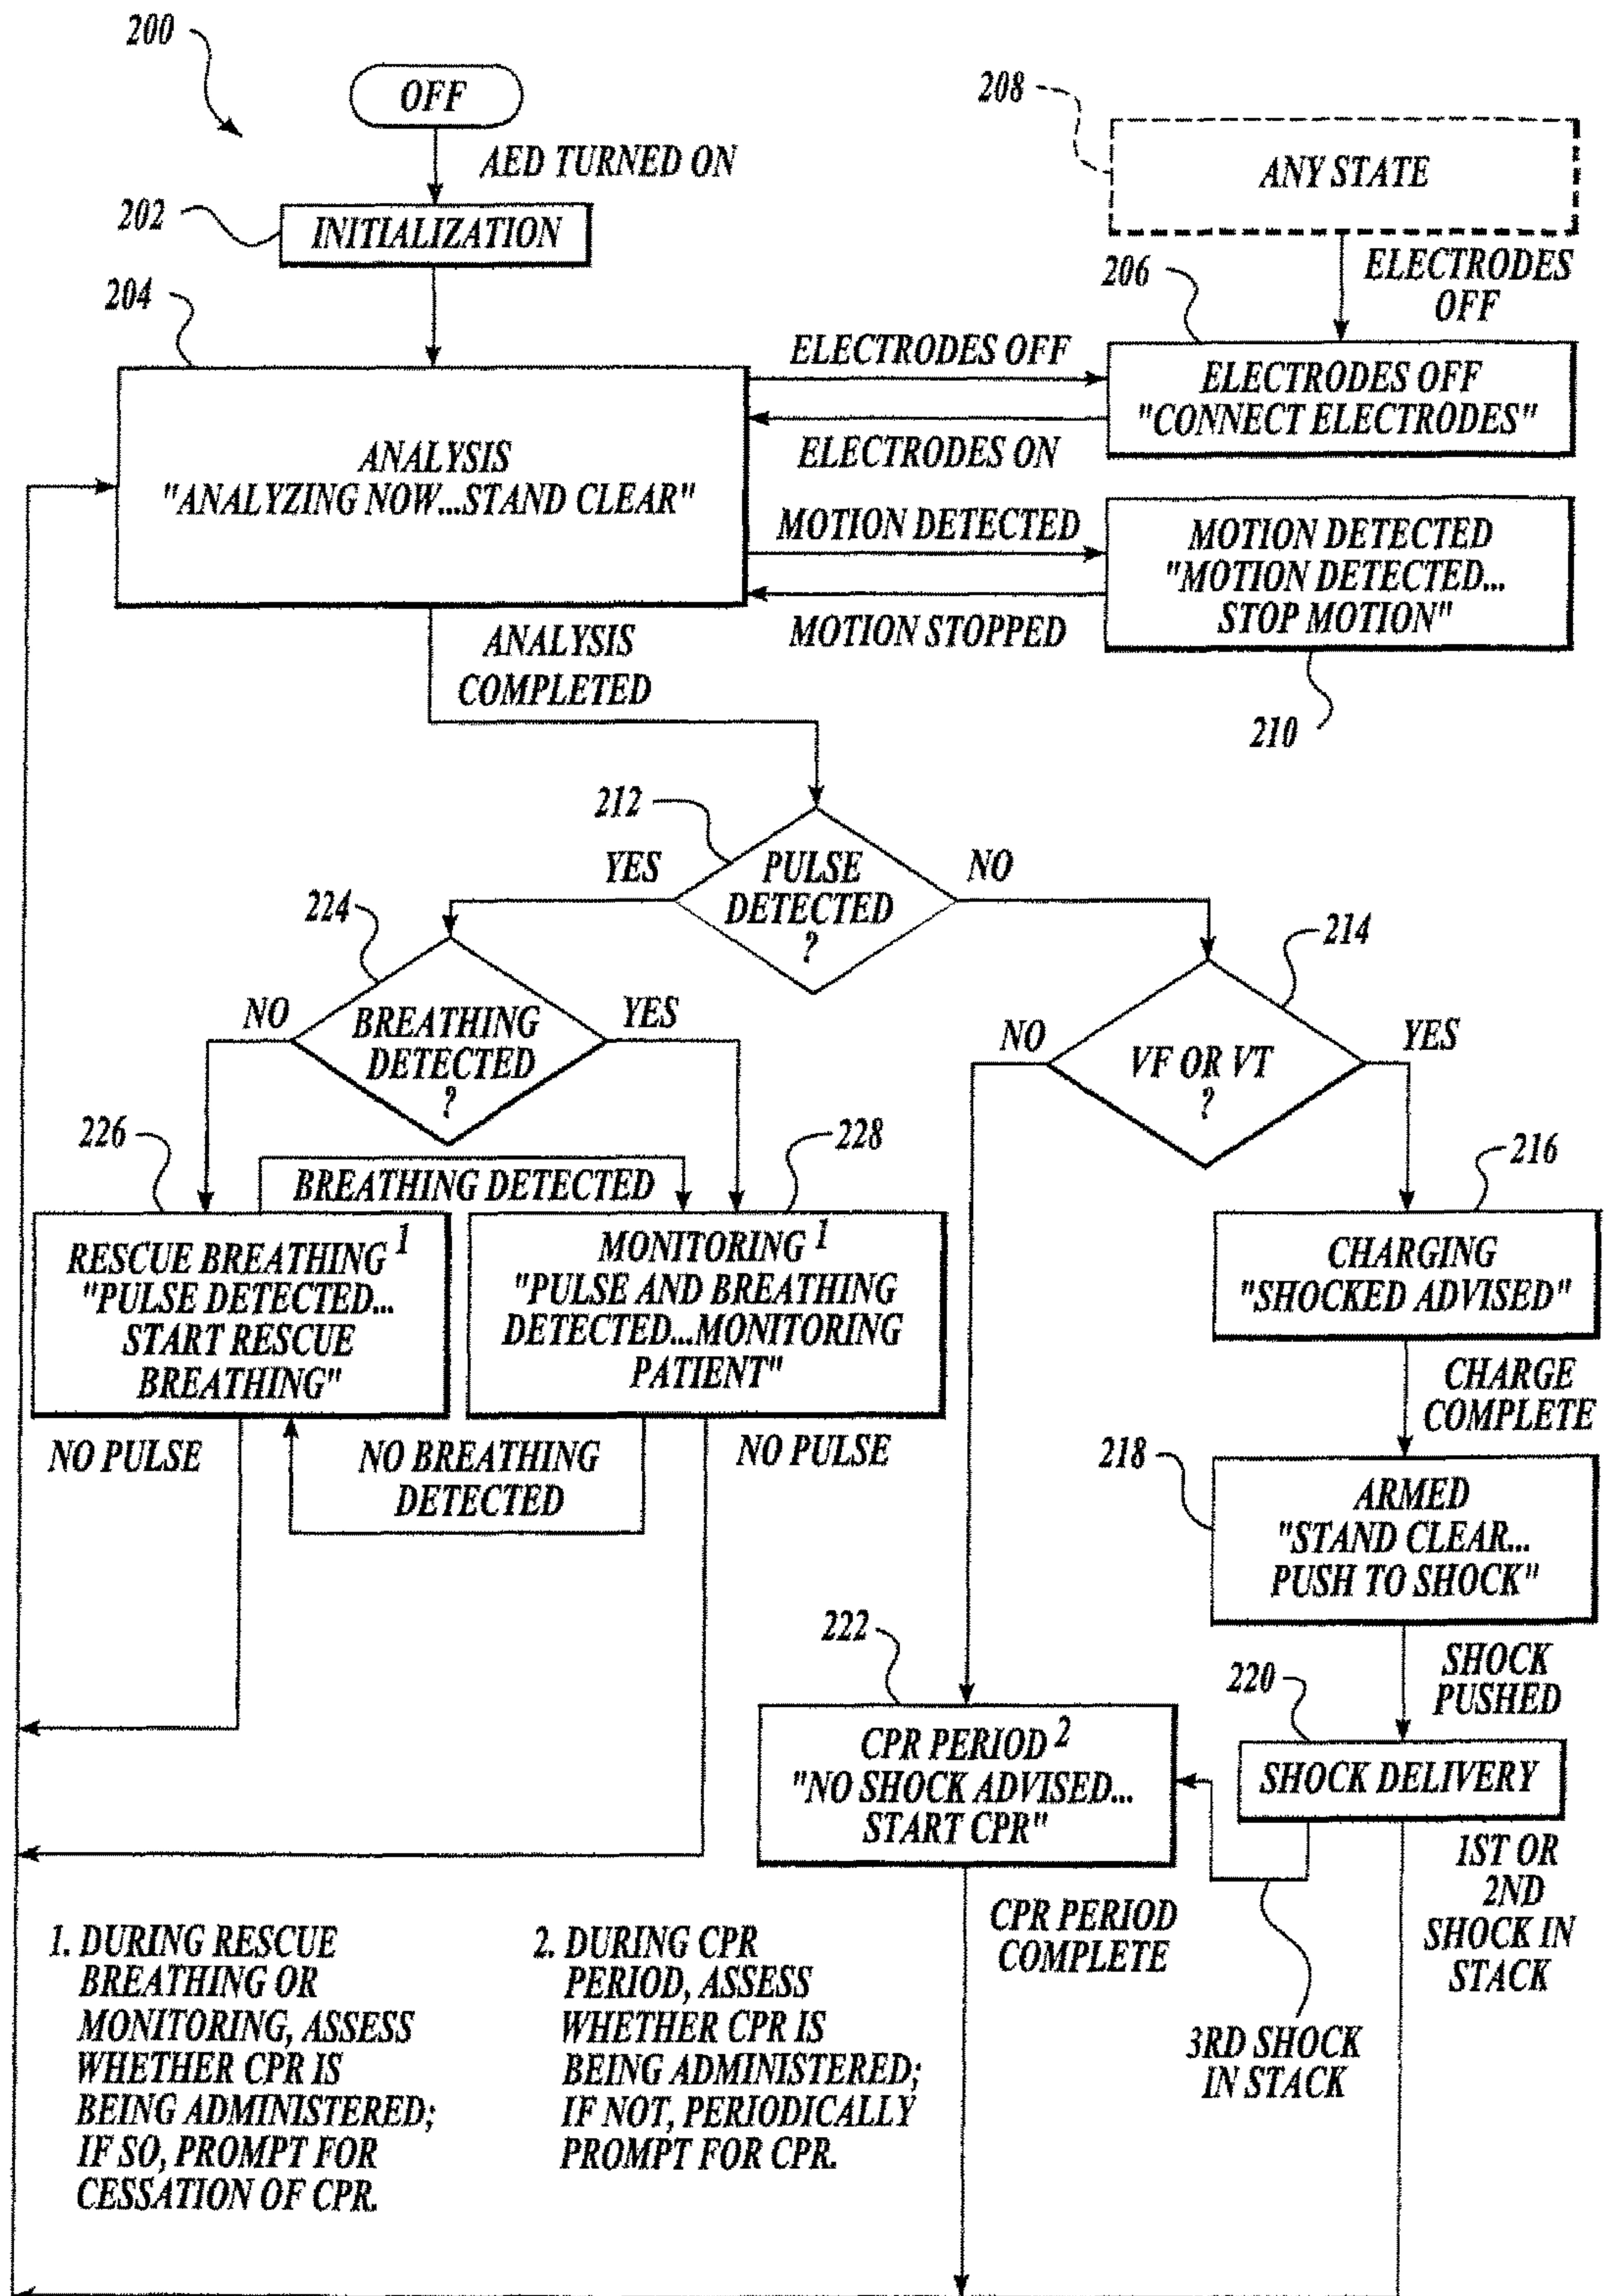 200
OFF
AED TURNED ON
208
ANY STATE
202
INITIALIZATION
206
ELECTRODES
OFF
204
ELECTRODES OFF
ELECTRODES OFF
"CONNECT ELECTRODES"
ELECTRODES ON
ANALYSIS
"ANALYZING NOW...STAND CLEAR"
MOTION DETECTED
MOTION DETECTED
"MOTION DETECTED...
STOP MOTION"
MOTION STOPPED
210
ANALYSIS
COMPLETED
212
YES
PULSE
DETECTED
?
NO
224
214
NO
BREATHING
DETECTED
?
YES
NO
VF OR VT
?
YES
226
228
216
BREATHING DETECTED
RESCUE BREATHING 1
"PULSE DETECTED...
START RESCUE
BREATHING"
MONITORING 1
"PULSE AND BREATHING
DETECTED...MONITORING
PATIENT"
CHARGING
"SHOCKED ADVISED"
CHARGE
COMPLETE
NO PULSE
NO BREATHING
DETECTED
NO PULSE
218
ARMED
"STAND CLEAR...
PUSH TO SHOCK"
222
SHOCK
PUSHED
220
CPR PERIOD 2
"NO SHOCK ADVISED...
START CPR"
SHOCK DELIVERY
1ST OR
2ND
SHOCK IN
STACK
CPR PERIOD
COMPLETE
3RD SHOCK
IN STACK
1. DURING RESCUE
BREATHING OR
MONITORING, ASSESS
WHETHER CPR IS
BEING ADMINISTERED;
IF SO, PROMPT FOR
CESSATION OF CPR.
2. DURING CPR
PERIOD, ASSESS
WHETHER CPR IS
BEING ADMINISTERED;
IF NOT, PERIODICALLY
PROMPT FOR CPR.